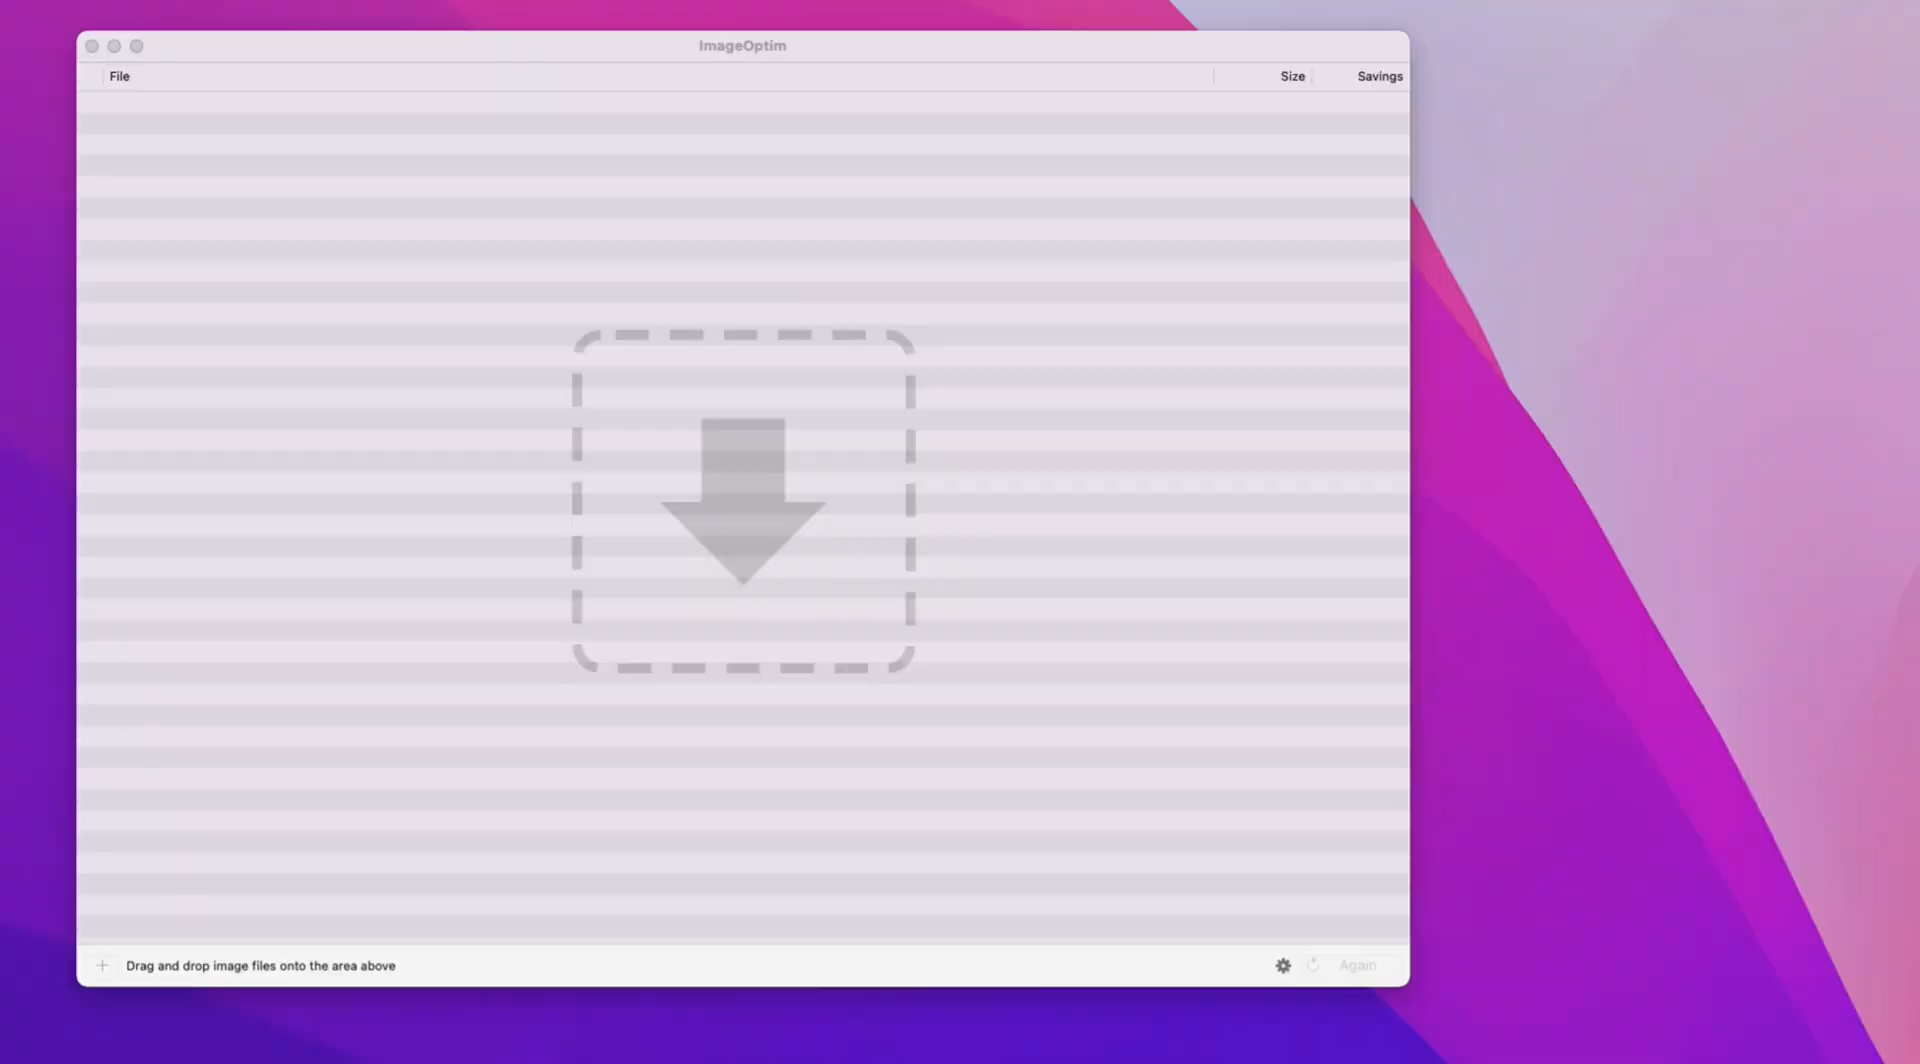 ImageOptim
File Size Savings
Drag and drop image files onto the area above
Again